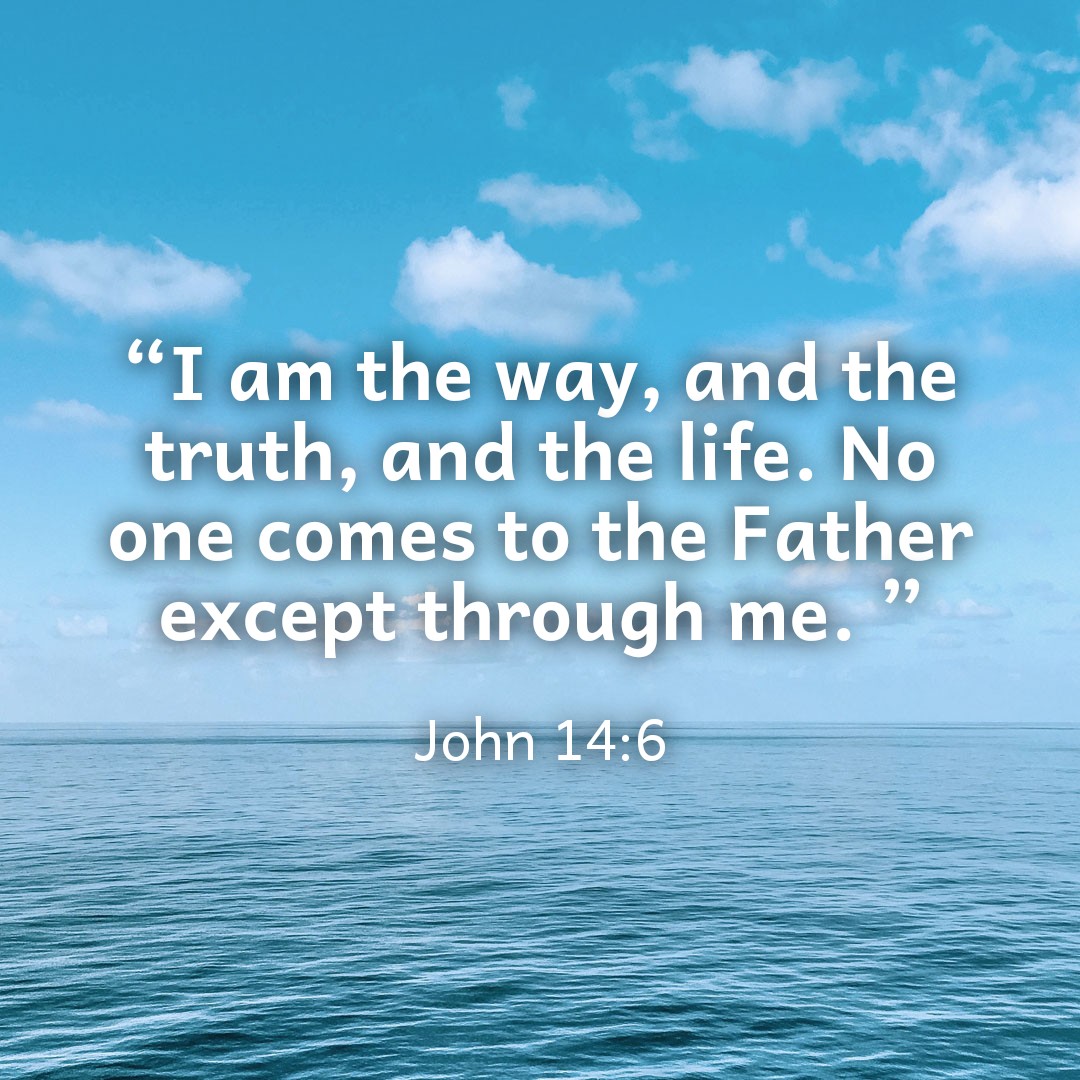 “I am the way, and the
truth, and the life. No
one comes to the Father
except through me. ”
John 14:6